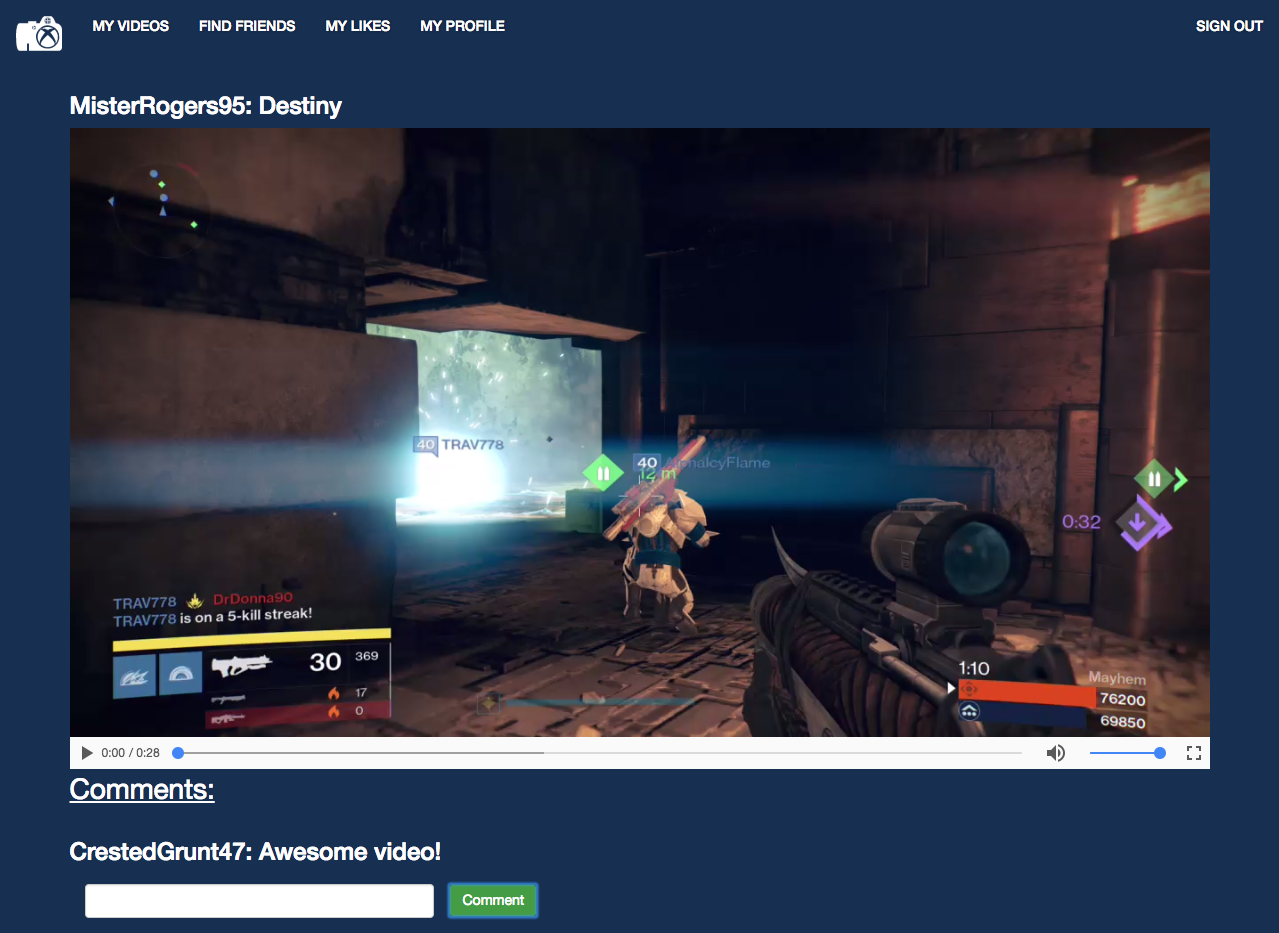 MY VIDEOS FIND FRIENDS MY LIKES MY PROFILE SIGN OUT
MisterRogers95: Destiny
40 TRAV778
40
12 m
0:32
TRAV778 DrDonna90
TRAV778 is on a 5-kill streak!
30 369
17
0
1:10
Mayhem
76200
69850
0:00 / 0:28
Comments:
CrestedGrunt47: Awesome video!
Comment